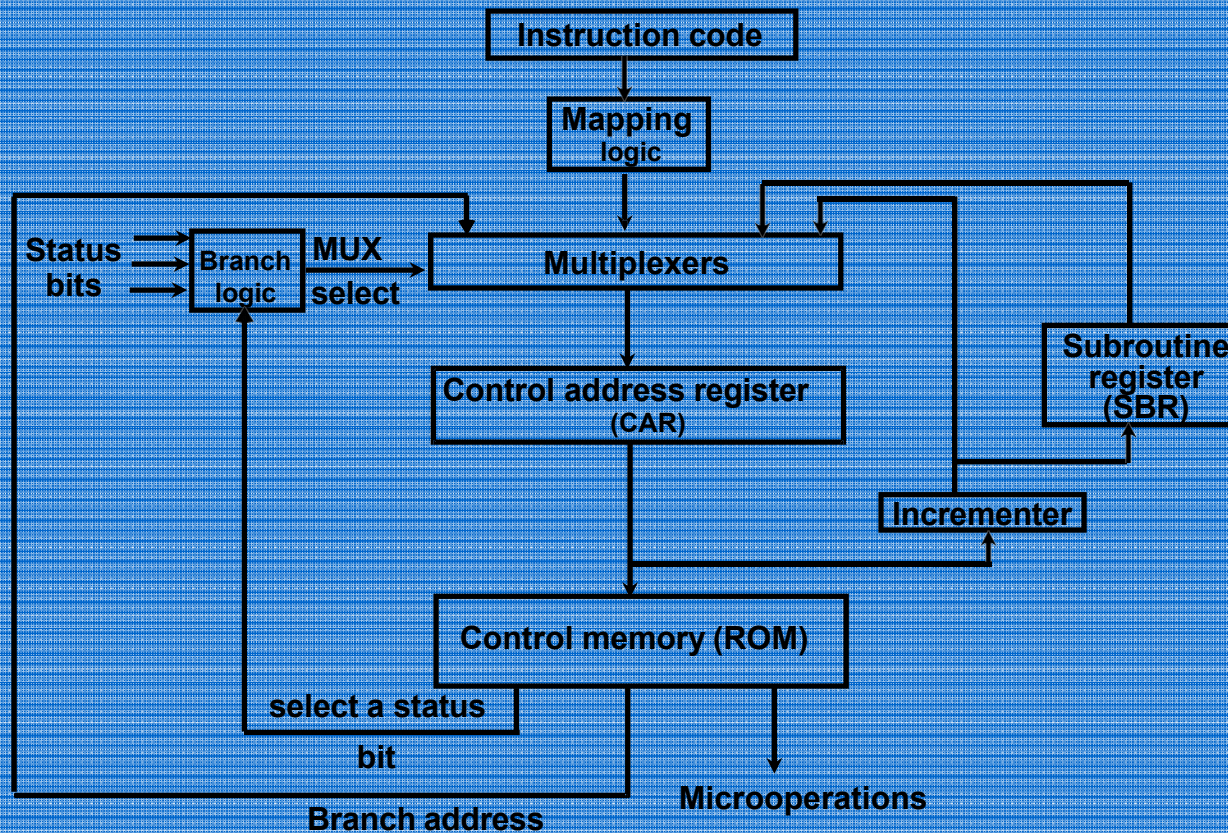 Instruction code
Mapping
logic
Status
bits
Branch
logic
MUX
select
Multiplexers
Subroutine
register
(SBR)
Control address register
(CAR)
Incrementer
Control memory (ROM)
select a status
bit
Microoperations
Branch address